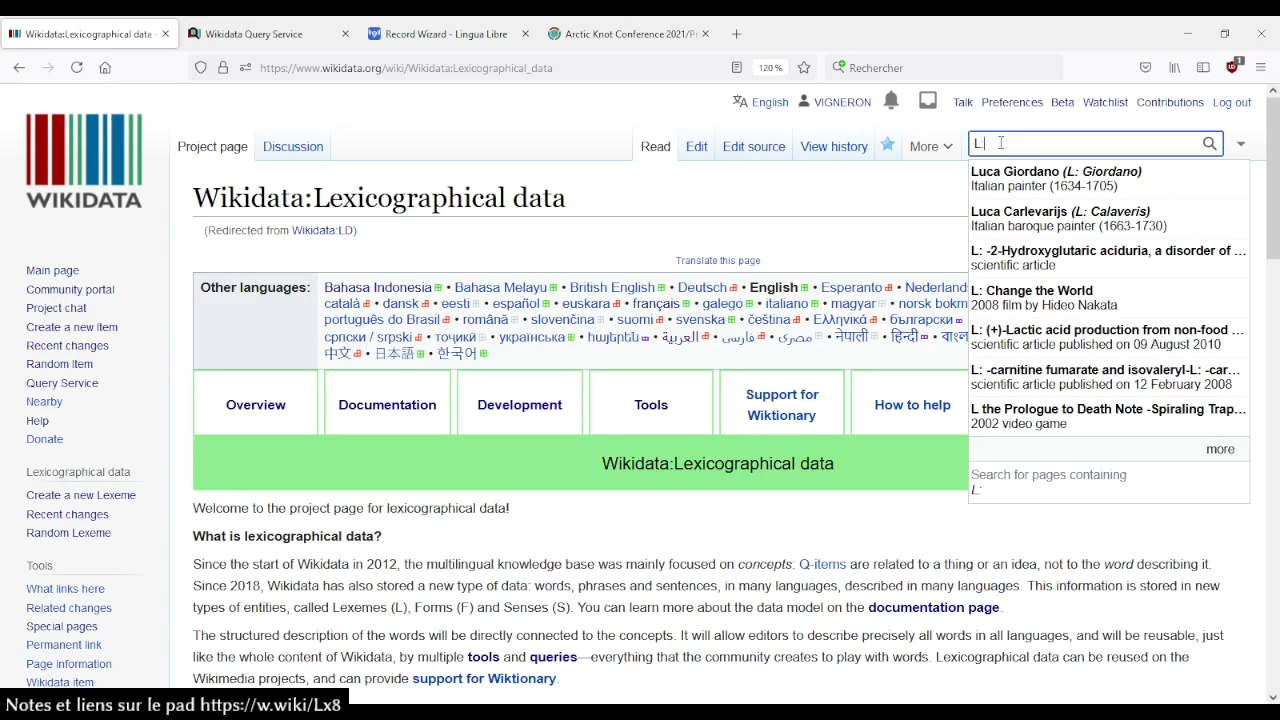 Wikidata:Lexicographical data -
Wikidata Query Service
Record Wizard - Lingua Libre
Arctic Knot Conference 2021/Pr
https://www.wikidata.org/wiki/Wikidata:Lexicographical_data
120 %
Rechercher
1
English
VIGNERON
Talk
Preferences
Beta
Watchlist
Contributions
Log out
Project page
Discussion
Read
Edit
Edit source
View history
More
L:
WIKIDATA
Main page
Community portal
Project chat
Create a new item
Recent changes
Random Item
Query Service
Nearby
Help
Donate
Lexicographical data
Create a new Lexeme
Recent changes
Random Lexeme
Tools
What links here
Related changes
Special pages
Permanent link
Page information
Wikidata item
Wikidata:Lexicographical data
(Redirected from Wikidata:LD)
Translate this page
Other languages:
Bahasa Indonesia • Bahasa Melayu • British English • Deutsch • English • Esperanto • Nederland
català • dansk • eesti • español • euskara • français • galego • italiano • magyar • norsk bokm
português do Brasil • română • slovenčina • suomi • svenska • čeština • Ελληνικά • български
српски / srpski • тоҷикӣ • українська • հայերեն • العربية • فارسی • مصرى • नेपाली • हिन्दी • বাংল
中文 • 日本語 • 한국어
Overview
Documentation
Development
Tools
Support for
Wiktionary
How to help
Wikidata:Lexicographical data
Luca Giordano (L: Giordano)
Italian painter (1634-1705)
Luca Carlevarijs (L: Calaveris)
Italian baroque painter (1663-1730)
L: -2-Hydroxyglutaric aciduria, a disorder of ...
scientific article
L: Change the World
2008 film by Hideo Nakata
L: (+)-Lactic acid production from non-food ...
scientific article published on 09 August 2010
L: -carnitine fumarate and isovaleryl-L: -car...
scientific article published on 12 February 2008
L the Prologue to Death Note -Spiraling Trap...
2002 video game
more
Search for pages containing
L:
Welcome to the project page for lexicographical data!
What is lexicographical data?
Since the start of Wikidata in 2012, the multilingual knowledge base was mainly focused on concepts: Q-items are related to a thing or an idea, not to the word describing it.
Since 2018, Wikidata has also stored a new type of data: words, phrases and sentences, in many languages, described in many languages. This information is stored in new
types of entities, called Lexemes (L), Forms (F) and Senses (S). You can learn more about the data model on the documentation page.
The structured description of the words will be directly connected to the concepts. It will allow editors to describe precisely all words in all languages, and will be reusable, just
like the whole content of Wikidata, by multiple tools and queries—everything that the community creates to play with words. Lexicographical data can be reused on the
Wikimedia projects, and can provide support for Wiktionary.
Notes et liens sur le pad https://w.wiki/Lx8